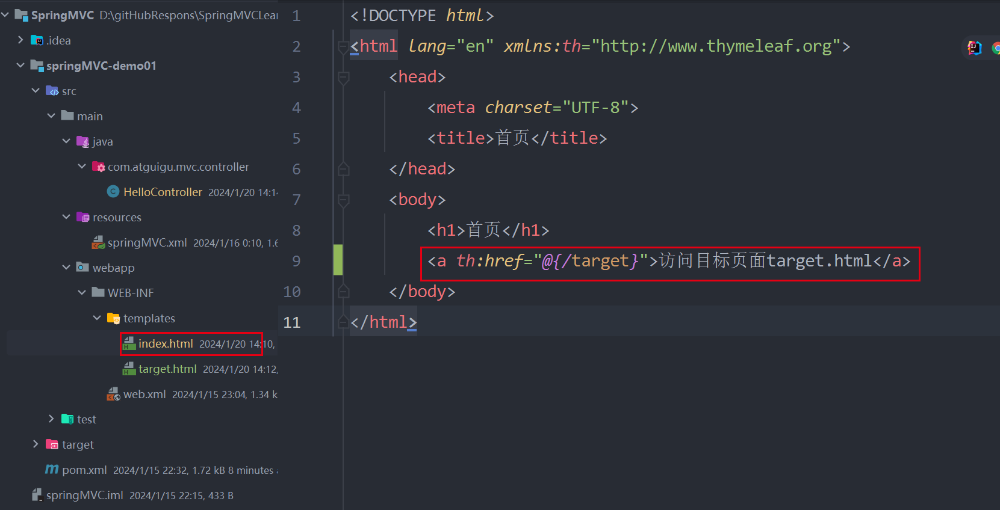 SpringMVC D:\gitHubRespons\SpringMVCLear
.idea
springMVC-demo01
src
main
java
com.atguigu.mvc.controller
HelloController 2024/1/20 14:14
resources
springMVC.xml 2024/1/16 0:10, 1.6
webapp
WEB-INF
templates
index.html 2024/1/20 14:10,
target.html 2024/1/20 14:12,
web.xml 2024/1/15 23:04, 1.34 k
test
target
pom.xml 2024/1/15 22:32, 1.72 kB 8 minutes a
springMVC.iml 2024/1/15 22:15, 433 B
1 <!DOCTYPE html>
2 <html lang="en" xmlns:th="http://www.thymeleaf.org">
3 <head>
4 <meta charset="UTF-8">
5 <title>首页</title>
6 </head>
7 <body>
8 <h1>首页</h1>
9 <a th:href="@{/target}">访问目标页面target.html</a>
10 </body>
11 </html>